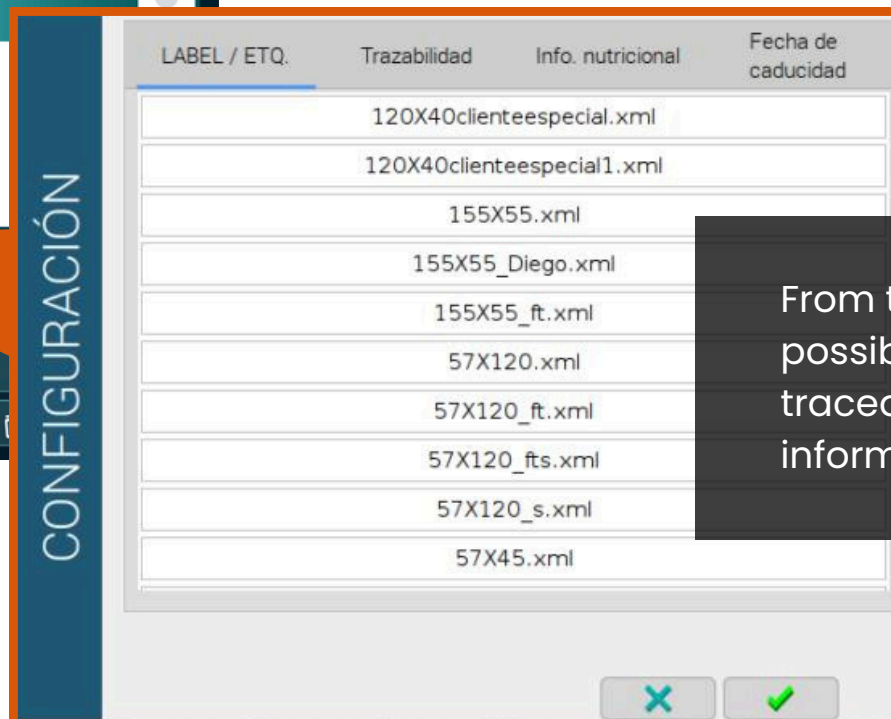 CONFIGURACIÓN
LABEL / ETQ. Trazabilidad Info. nutricional Fecha de
caducidad
120X40clienteespecial.xml
120X40clienteespecial1.xml
155X55.xml
155X55_Diego.xml
155X55_ft.xml
57X120.xml
57X120_ft.xml
57X120_fts.xml
57X120_s.xml
57X45.xml
From